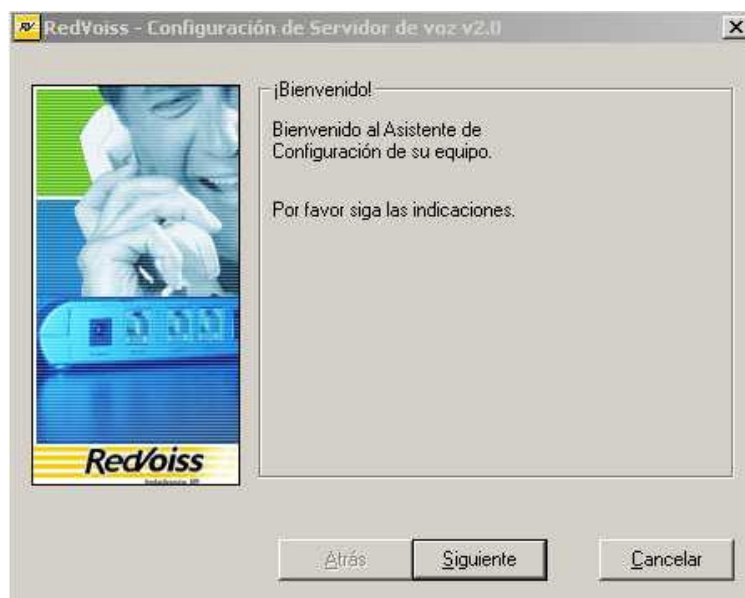 RV
RedVoiss - Configuración de Servidor de voz v2.0
¡Bienvenido!
Bienvenido al Asistente de
Configuración de su equipo.
Por favor siga las indicaciones.
RedVoiss
Atrás
Siguiente
Cancelar